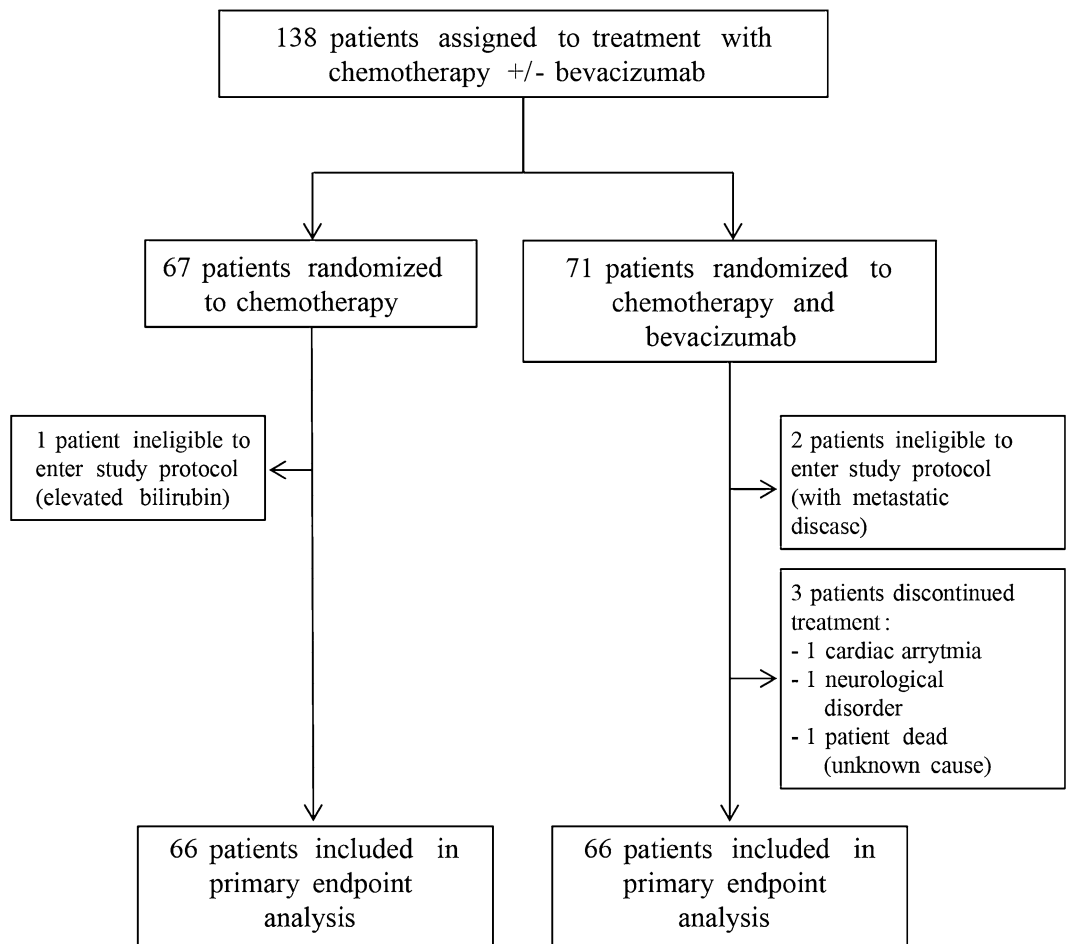 138 patients assigned to treatment with
chemotherapy +/- bevacizumab
67 patients randomized
to chemotherapy
71 patients randomized to
chemotherapy and
bevacizumab
1 patient ineligible to
enter study protocol
(elevated bilirubin)
2 patients ineligible to
enter study protocol
(with metastatic
disease)
3 patients discontinued
treatment:
- 1 cardiac arrytmia
- 1 neurological
disorder
- 1 patient dead
(unknown cause)
66 patients included in
primary endpoint
analysis
66 patients included in
primary endpoint
analysis